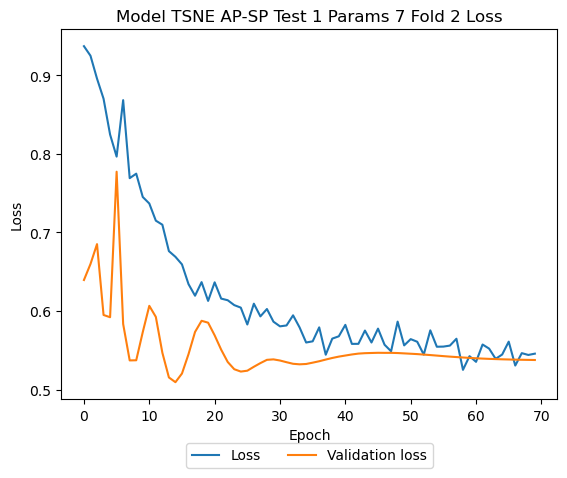 Model TSNE AP-SP Test 1 Params 7 Fold 2 Loss
0.9
0.8
0.7
0.6
0.5
Loss
0 10 20 30 40 50 60 70
Epoch
Loss Validation loss